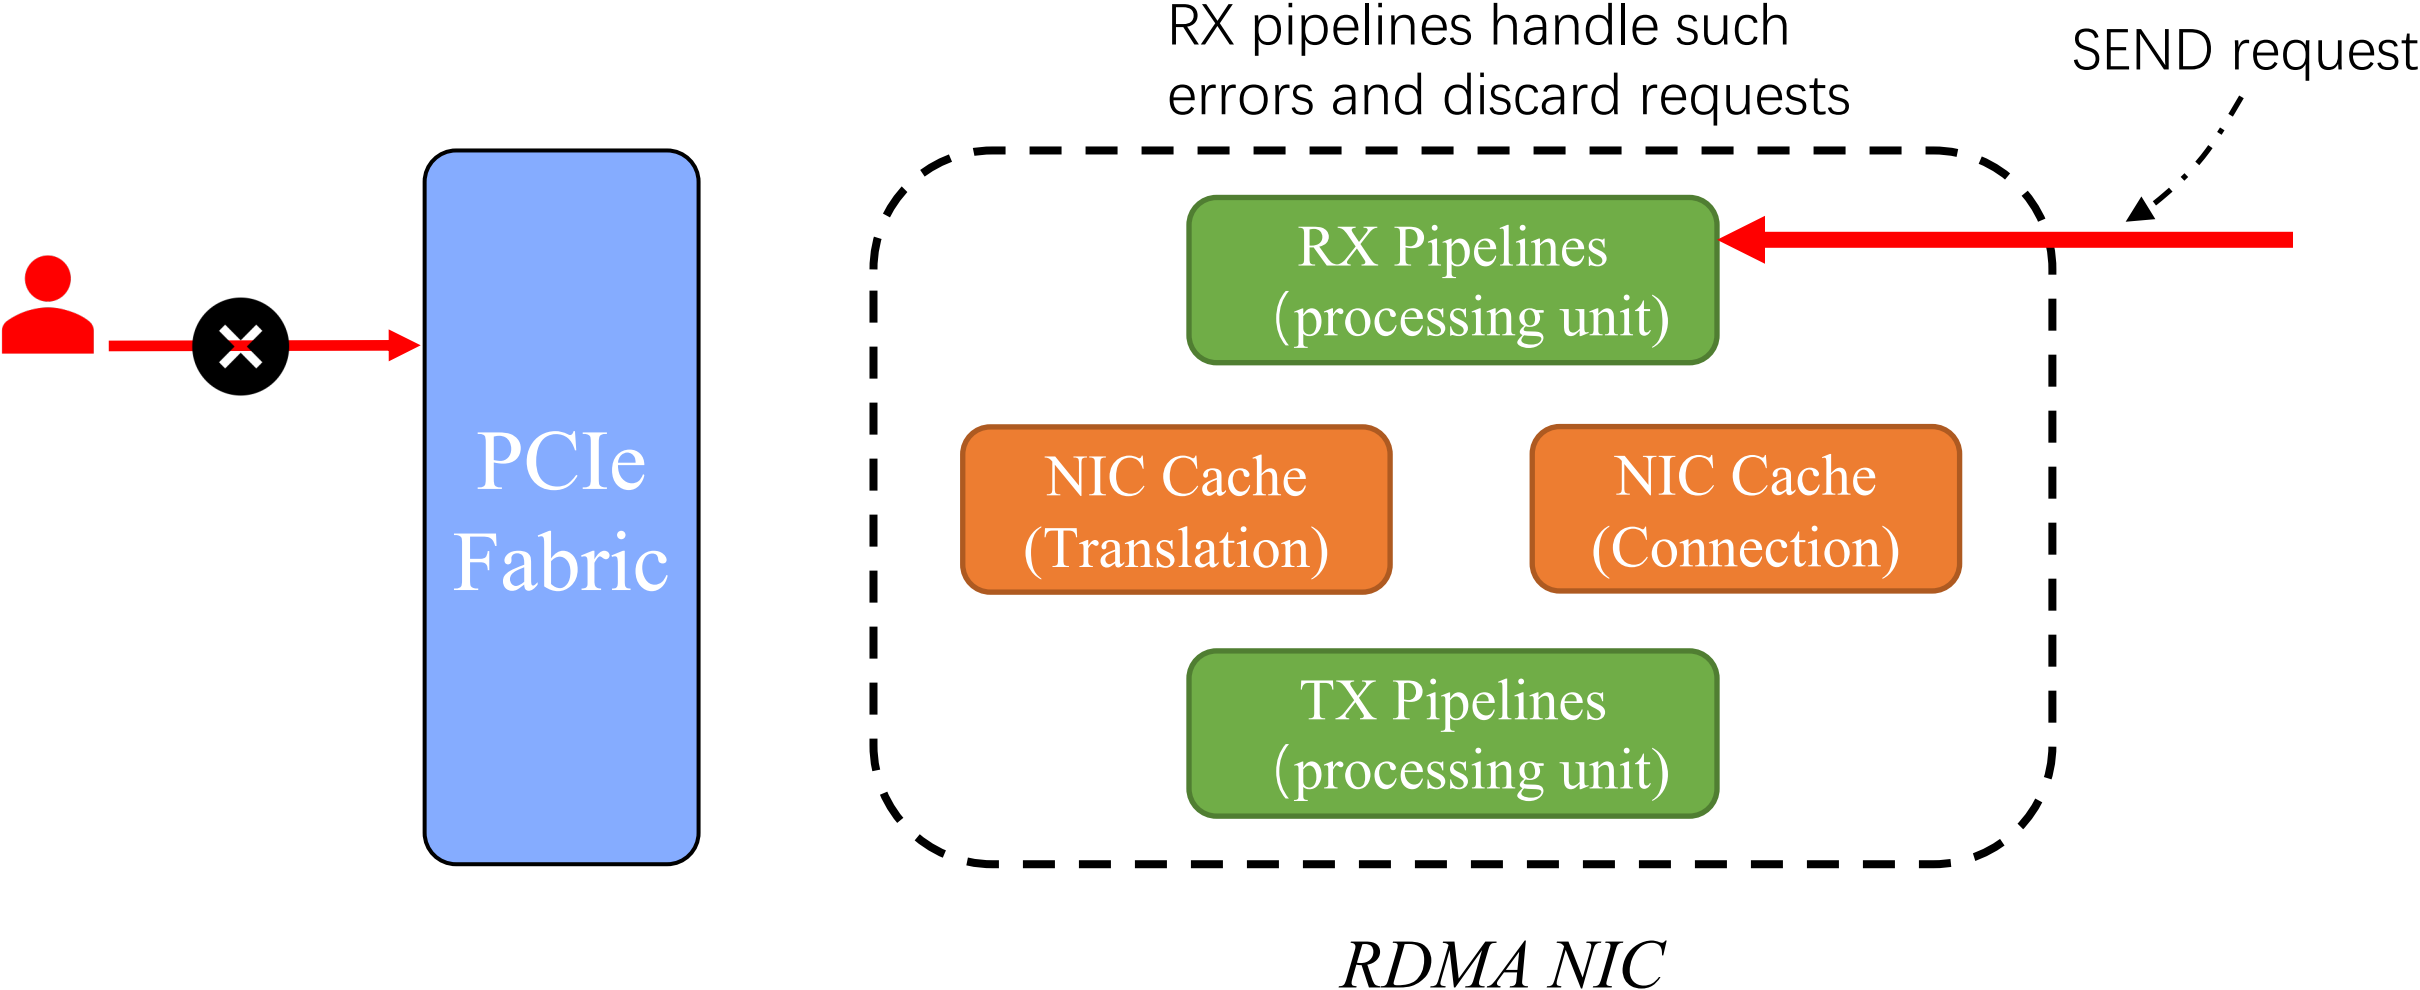 RX pipelines handle such
errors and discard requests
SEND request
RX Pipelines
(processing unit)
PCIe
Fabric
NIC Cache
(Translation)
NIC Cache
(Connection)
TX Pipelines
(processing unit)
RDMA NIC